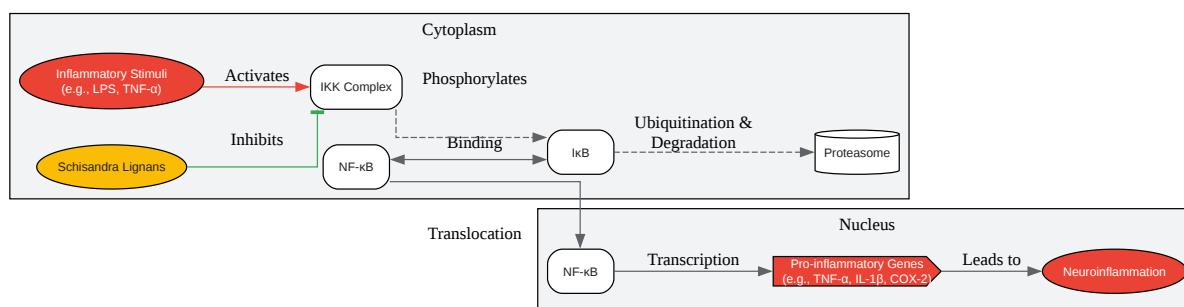 Cytoplasm
Inflammatory Stimuli
(e.g., LPS, TNF-α)
Activates
IKK Complex
Phosphorylates
Inhibits
Schisandra Lignans
NF-κB
Binding
IκB
Ubiquitination &
Degradation
Proteasome
Translocation
Nucleus
NF-κB
Transcription
Pro-inflammatory Genes
(e.g., TNF-α, IL-1β, COX-2)
Leads to
Neuroinflammation